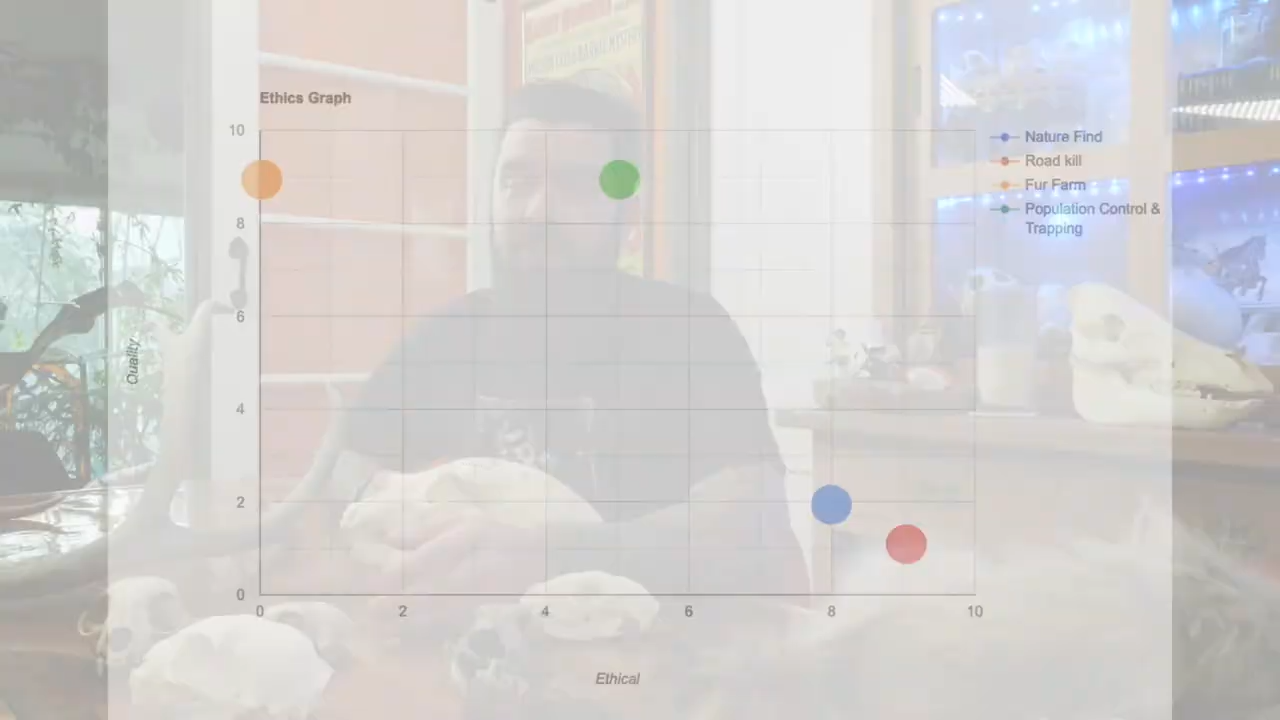 Ethics Graph
10
8
6
4
2
0
Quality
0 2 4 6 8 10
Ethical
Nature Find
Road kill
Fur Farm
Population Control &
Trapping